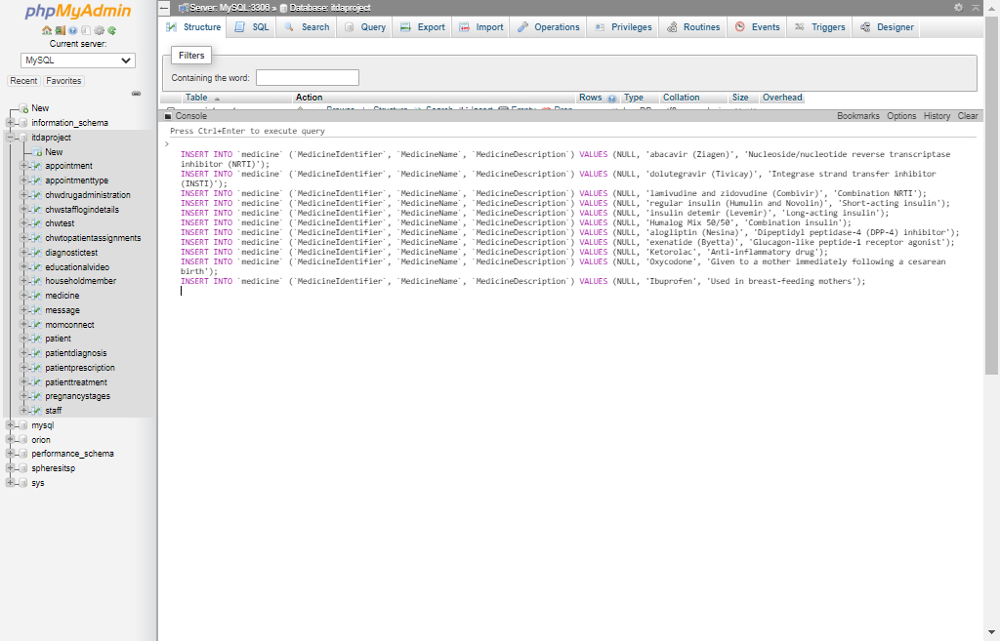 phpMyAdmin
Server: MySQL:3308 » Database: itdaproject
Current server:
MySQL
Recent Favorites
New
information_schema
itdaproject
New
appointment
appointmenttype
chwdrugadministration
chwstafflogindetails
chwtest
chwtopatientassignments
diagnostictest
educationalvideo
householdmember
medicine
message
momconnect
patient
patientdiagnosis
patientprescription
patienttreatment
pregnancystages
staff
mysql
orion
performance_schema
spheresitsp
sys
Structure SQL Search Query Export Import Operations Privileges Routines Events Triggers Designer
Filters
Containing the word:
Table Action Rows Type Collation Size Overhead
Console Bookmarks Options History Clear
Press Ctrl+Enter to execute query
>
INSERT INTO `medicine` (`MedicineIdentifier`, `MedicineName`, `MedicineDescription`) VALUES (NULL, 'abacavir (Ziagen)', 'Nucleoside/nucleotide reverse transcriptase
inhibitor (NRTI)');
INSERT INTO `medicine` (`MedicineIdentifier`, `MedicineName`, `MedicineDescription`) VALUES (NULL, 'dolutegravir (Tivicay)', 'Integrase strand transfer inhibitor
(INSTI)');
INSERT INTO `medicine` (`MedicineIdentifier`, `MedicineName`, `MedicineDescription`) VALUES (NULL, 'lamivudine and zidovudine (Combivir)', 'Combination NRTI');
INSERT INTO `medicine` (`MedicineIdentifier`, `MedicineName`, `MedicineDescription`) VALUES (NULL, 'regular insulin (Humulin and Novolin)', 'Short-acting insulin');
INSERT INTO `medicine` (`MedicineIdentifier`, `MedicineName`, `MedicineDescription`) VALUES (NULL, 'insulin detemir (Levemir)', 'Long-acting insulin');
INSERT INTO `medicine` (`MedicineIdentifier`, `MedicineName`, `MedicineDescription`) VALUES (NULL, 'Humalog Mix 50/50', 'Combination insulin');
INSERT INTO `medicine` (`MedicineIdentifier`, `MedicineName`, `MedicineDescription`) VALUES (NULL, 'alogliptin (Nesina)', 'Dipeptidyl peptidase-4 (DPP-4) inhibitor');
INSERT INTO `medicine` (`MedicineIdentifier`, `MedicineName`, `MedicineDescription`) VALUES (NULL, 'exenatide (Byetta)', 'Glucagon-like peptide-1 receptor agonist');
INSERT INTO `medicine` (`MedicineIdentifier`, `MedicineName`, `MedicineDescription`) VALUES (NULL, 'Ketorolac', 'Anti-inflammatory drug');
INSERT INTO `medicine` (`MedicineIdentifier`, `MedicineName`, `MedicineDescription`) VALUES (NULL, 'Oxycodone', 'Given to a mother immediately following a cesarean
birth');
INSERT INTO `medicine` (`MedicineIdentifier`, `MedicineName`, `MedicineDescription`) VALUES (NULL, 'Ibuprofen', 'Used in breast-feeding mothers');